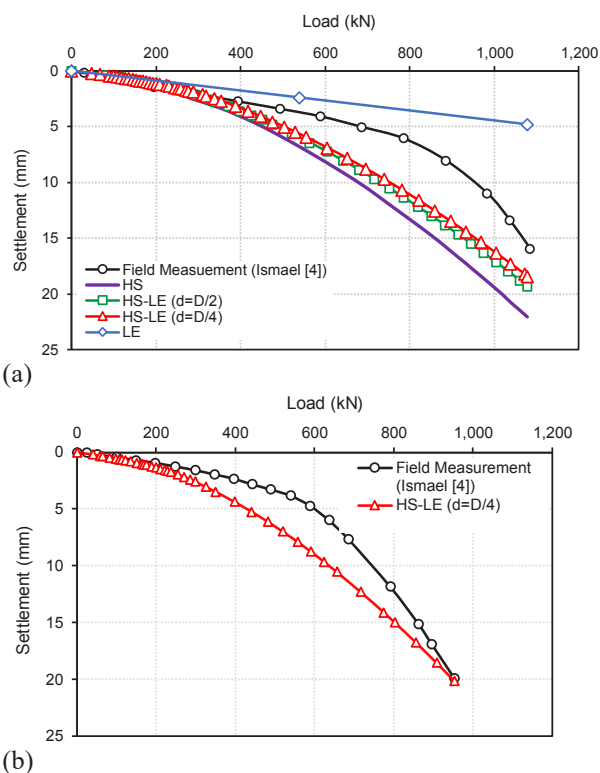 Load (kN)
0 200 400 600 800 1,000 1,200
0
5
10
15
20
25
Settlement (mm)
Field Measuement (Ismael [4])
HS
HS-LE (d=D/2)
HS-LE (d=D/4)
LE
(a)
Load (kN)
0 200 400 600 800 1,000 1,200
0
5
10
15
20
25
Settlement (mm)
Field Measurement
(Ismael [4])
HS-LE (d=D/4)
(b)